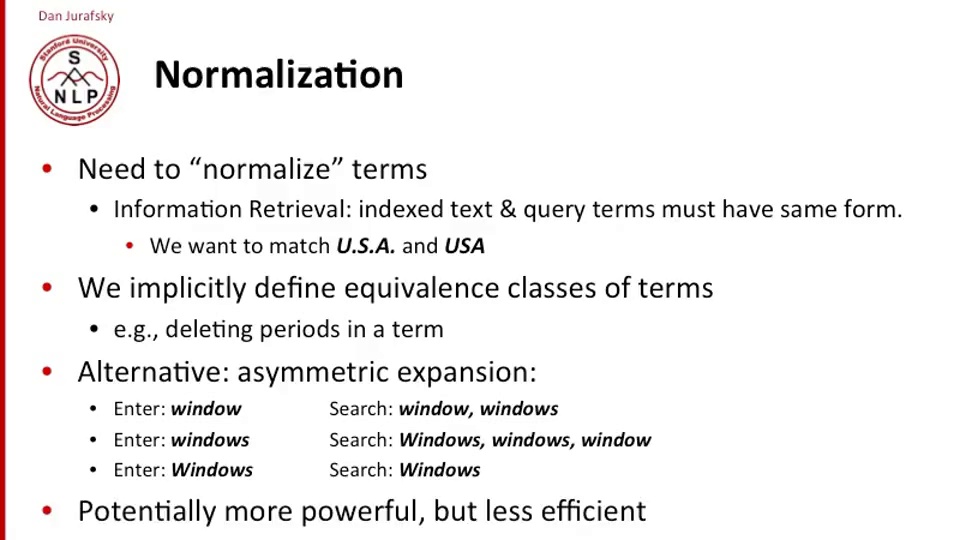 Dan Jurafsky
Stanford University
S
NLP
Natural Language Processing
Normalization
• Need to “normalize” terms
• Information Retrieval: indexed text & query terms must have same form.
• We want to match U.S.A. and USA
• We implicitly define equivalence classes of terms
• e.g., deleting periods in a term
• Alternative: asymmetric expansion:
• Enter: window Search: window, windows
• Enter: windows Search: Windows, windows, window
• Enter: Windows Search: Windows
• Potentially more powerful, but less efficient